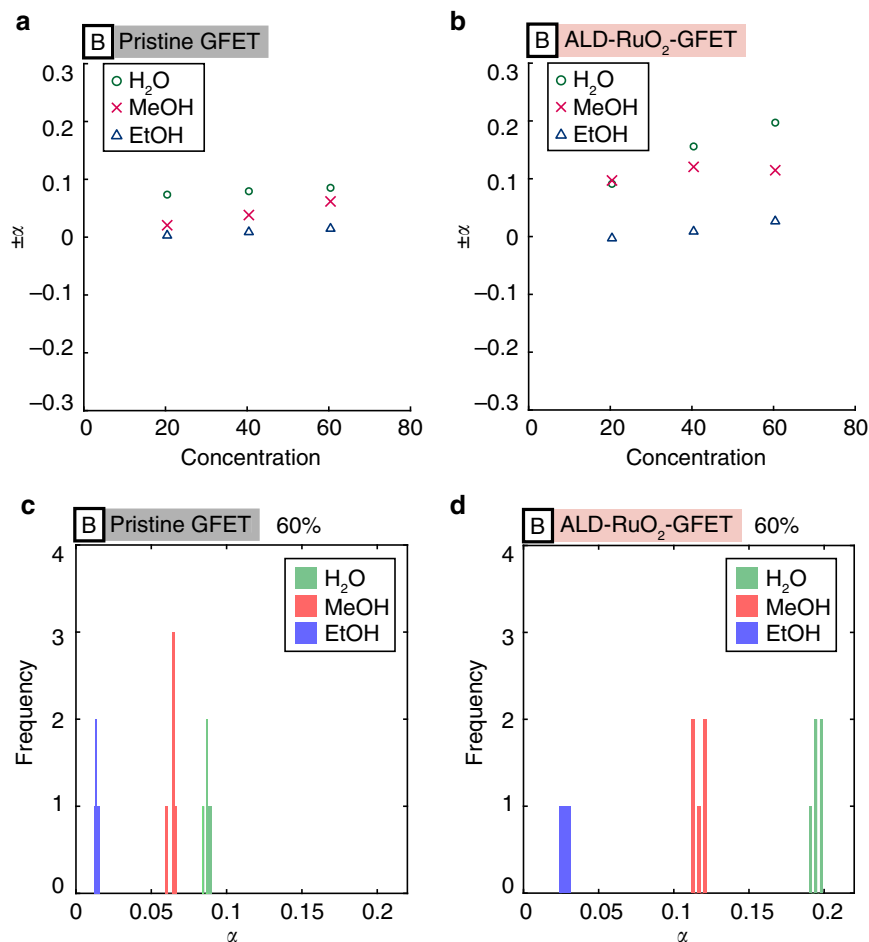 a
B Pristine GFET
H₂O
MeOH
EtOH
0.3
0.2
0.1
0
–0.1
–0.2
–0.3
±α
0 20 40 60 80
Concentration
b
B ALD-RuO₂-GFET
H₂O
MeOH
EtOH
0.3
0.2
0.1
0
–0.1
–0.2
–0.3
±α
0 20 40 60 80
Concentration
c
B Pristine GFET 60%
H₂O
MeOH
EtOH
4
3
2
1
0
Frequency
0 0.05 0.1 0.15 0.2
α
d
B ALD-RuO₂-GFET 60%
H₂O
MeOH
EtOH
4
3
2
1
0
Frequency
0 0.05 0.1 0.15 0.2
α